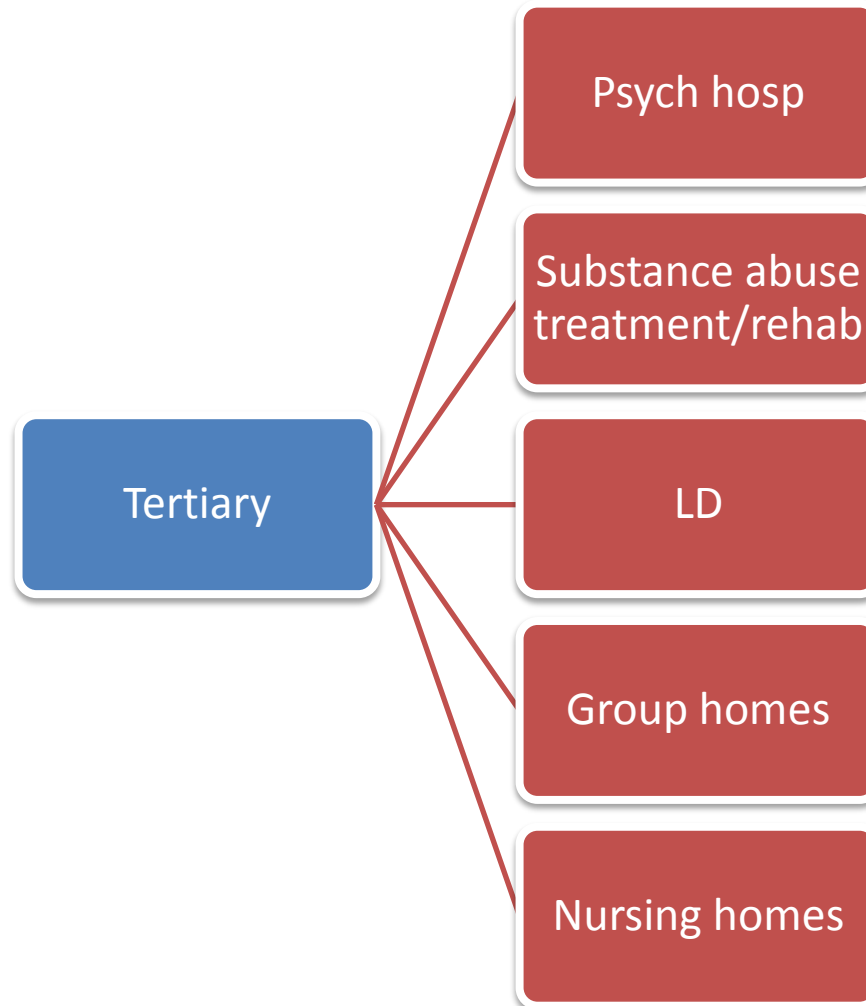 Psych hosp
Substance abuse
treatment/rehab
Tertiary
LD
Group homes
Nursing homes